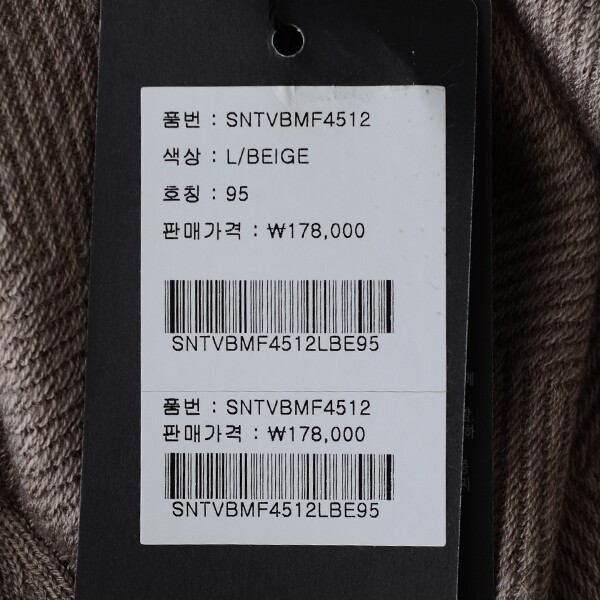 품번 : SNTVBMF4512
색상 : L/BEIGE
호칭 : 95
판매가격 : ₩178,000
SNTVBMF4512LBE95
품번 : SNTVBMF4512
판매가격 : ₩178,000
SNTVBMF4512LBE95